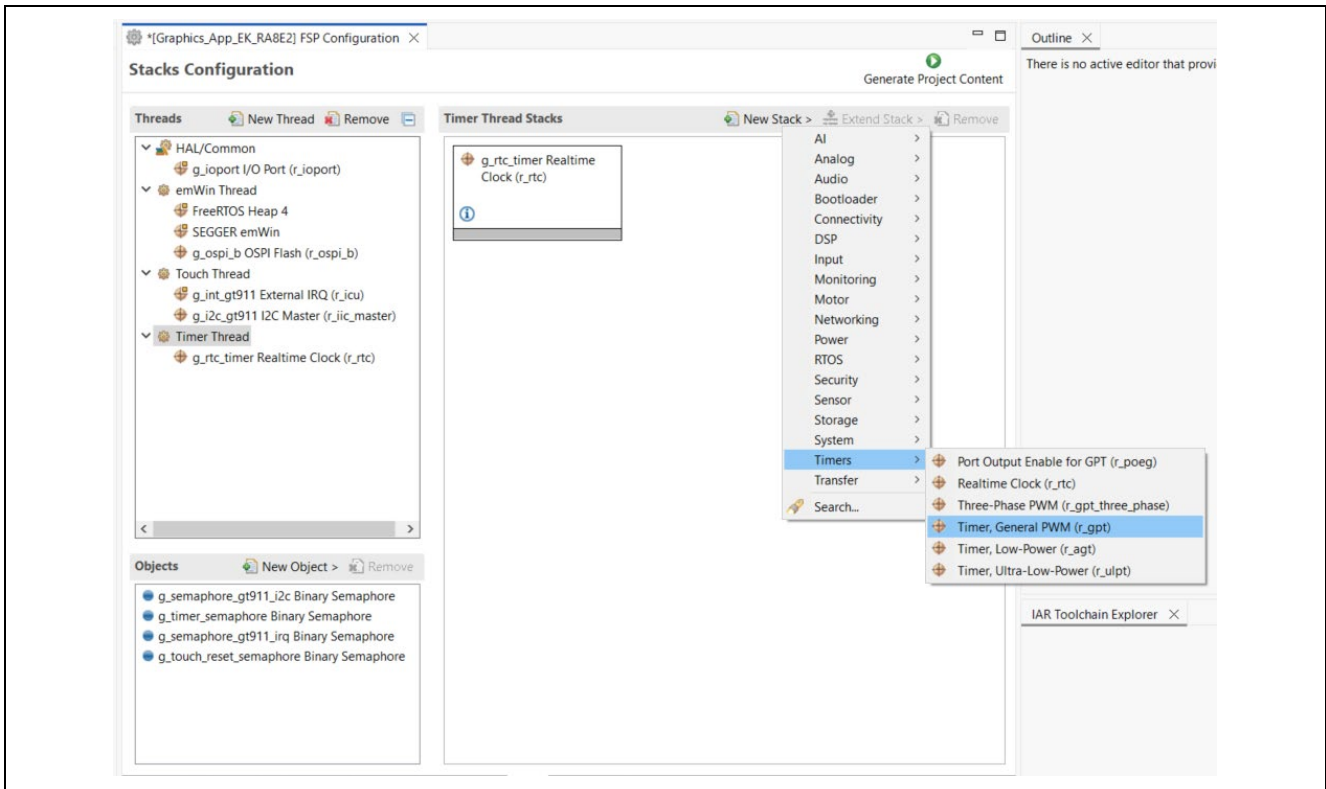 *[Graphics_App_EK_RA8E2] FSP Configuration
Stacks Configuration
Generate Project Content
Threads
New Thread
Remove
HAL/Common
g_ioport I/O Port (r_ioport)
emWin Thread
FreeRTOS Heap 4
SEGGER emWin
g_ospi_b OSPI Flash (r_ospi_b)
Touch Thread
g_int_gt911 External IRQ (r_icu)
g_i2c_gt911 I2C Master (r_iic_master)
Timer Thread
g_rtc_timer Realtime Clock (r_rtc)
Objects
New Object >
Remove
g_semaphore_gt911_i2c Binary Semaphore
g_timer_semaphore Binary Semaphore
g_semaphore_gt911_irq Binary Semaphore
g_touch_reset_semaphore Binary Semaphore
Timer Thread Stacks
New Stack >
Extend Stack >
Remove
g_rtc_timer Realtime
Clock (r_rtc)
AI
Analog
Audio
Bootloader
Connectivity
DSP
Input
Monitoring
Motor
Networking
Power
RTOS
Security
Sensor
Storage
System
Timers
Transfer
Search...
Port Output Enable for GPT (r_poeg)
Realtime Clock (r_rtc)
Three-Phase PWM (r_gpt_three_phase)
Timer, General PWM (r_gpt)
Timer, Low-Power (r_agt)
Timer, Ultra-Low-Power (r_ulpt)
Outline
There is no active editor that provi
IAR Toolchain Explorer